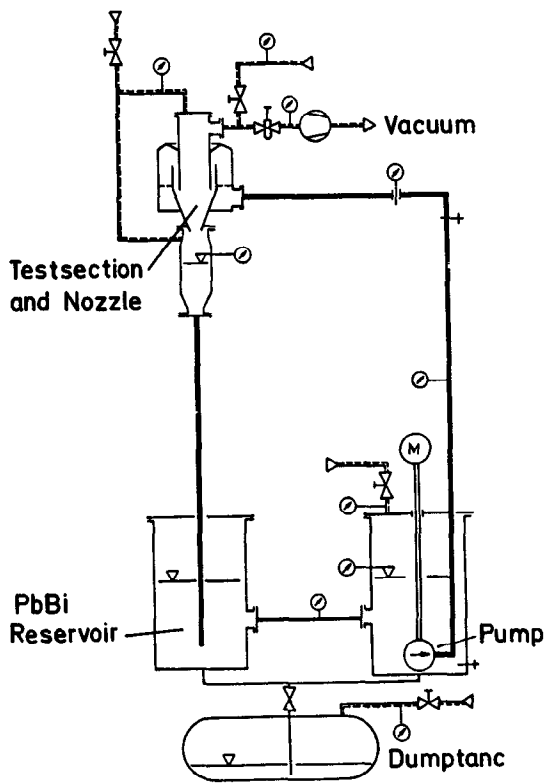 Vacuum
Testsection
and Nozzle
M
PbBi
Reservoir
Pump
Dumptanc